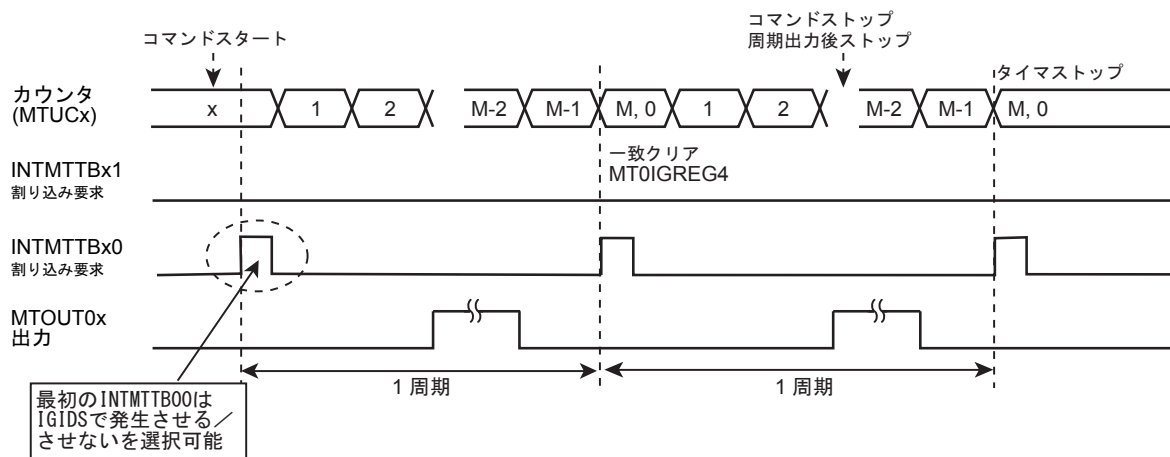 コマンドスタート
コマンドストップ
周期出力後ストップ
タイマストップ
カウンタ
(MTUCx)
x 1 2 M-2 M-1 M, 0 1 2 M-2 M-1 M, 0
一致クリア
MT0IGREG4
INTMTTBx1
割り込み要求
INTMTTBx0
割り込み要求
MTOUT0x
出力
1 周期 1 周期
最初のINTMTTB00は
IGIDSで発生させる／
させないを選択可能